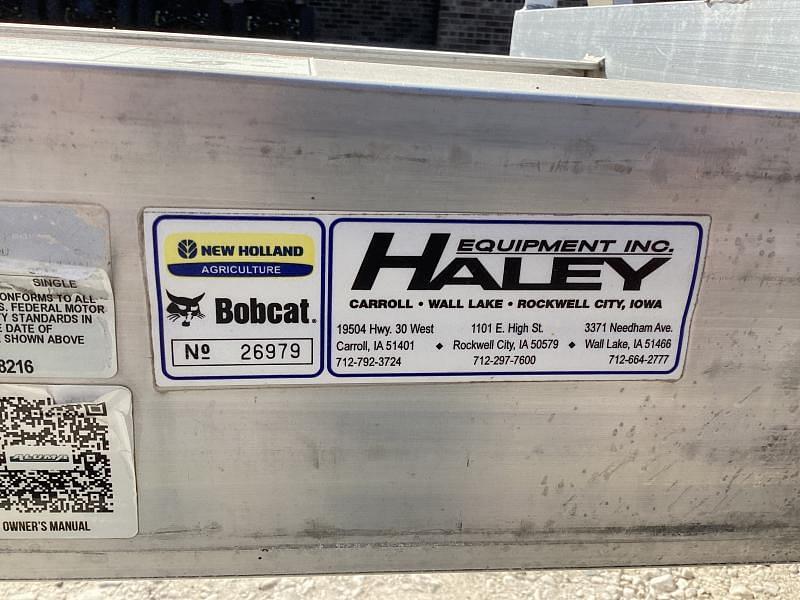 SINGLE
ONFORMS TO ALL
S. FEDERAL MOTOR
Y STANDARDS IN
DATE OF
SHOWN ABOVE
8216
ALUMA
OWNER'S MANUAL
NEW HOLLAND
AGRICULTURE
Bobcat.
Nº 26979
HALEY EQUIPMENT INC.
CARROLL • WALL LAKE • ROCKWELL CITY, IOWA
19504 Hwy. 30 West
Carroll, IA 51401
712-792-3724
1101 E. High St.
Rockwell City, IA 50579
712-297-7600
3371 Needham Ave.
Wall Lake, IA 51466
712-664-2777